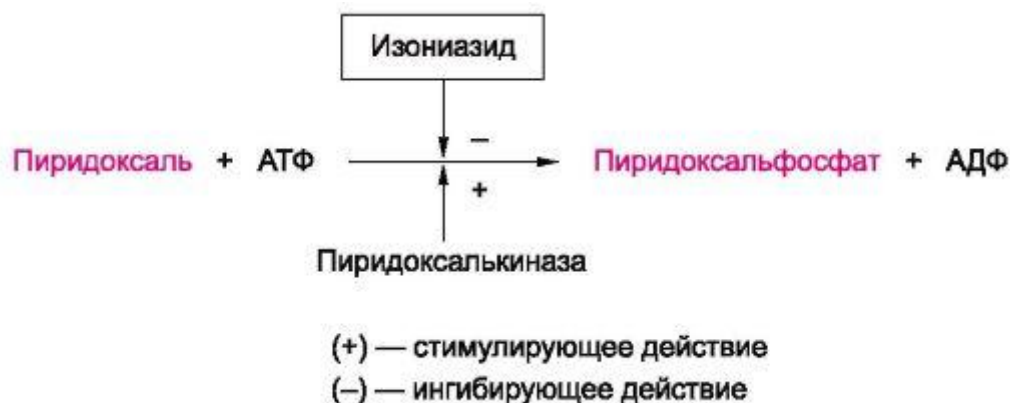 Изониазид
–
Пиридоксаль + АТФ Пиридоксальфосфат + АДФ
+
Пиридоксалькиназа
(+) — стимулирующее действие
(–) — ингибирующее действие